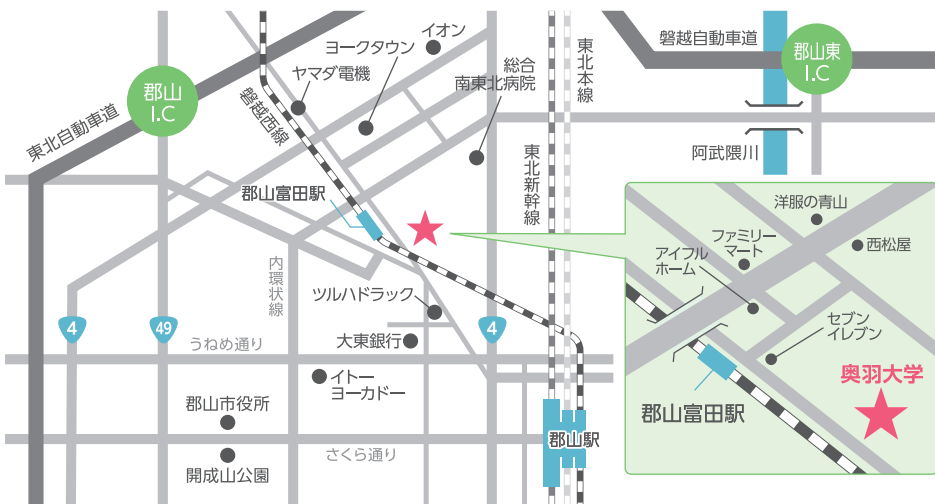 イオン
ヨークタウン
ヤマダ電機
総合
南東北病院
東北本線
磐越自動車道
郡山東
I.C
郡山
I.C
東北自動車道
磐越西線
東北新幹線
阿武隈川
郡山富田駅
内環状線
ツルハドラック
大東銀行
4
49
4
うねめ通り
イトー
ヨーカドー
郡山市役所
開成山公園
さくら通り
郡山駅
洋服の青山
西松屋
ファミリー
マート
アイフル
ホーム
セブン
イレブン
奥羽大学
郡山富田駅